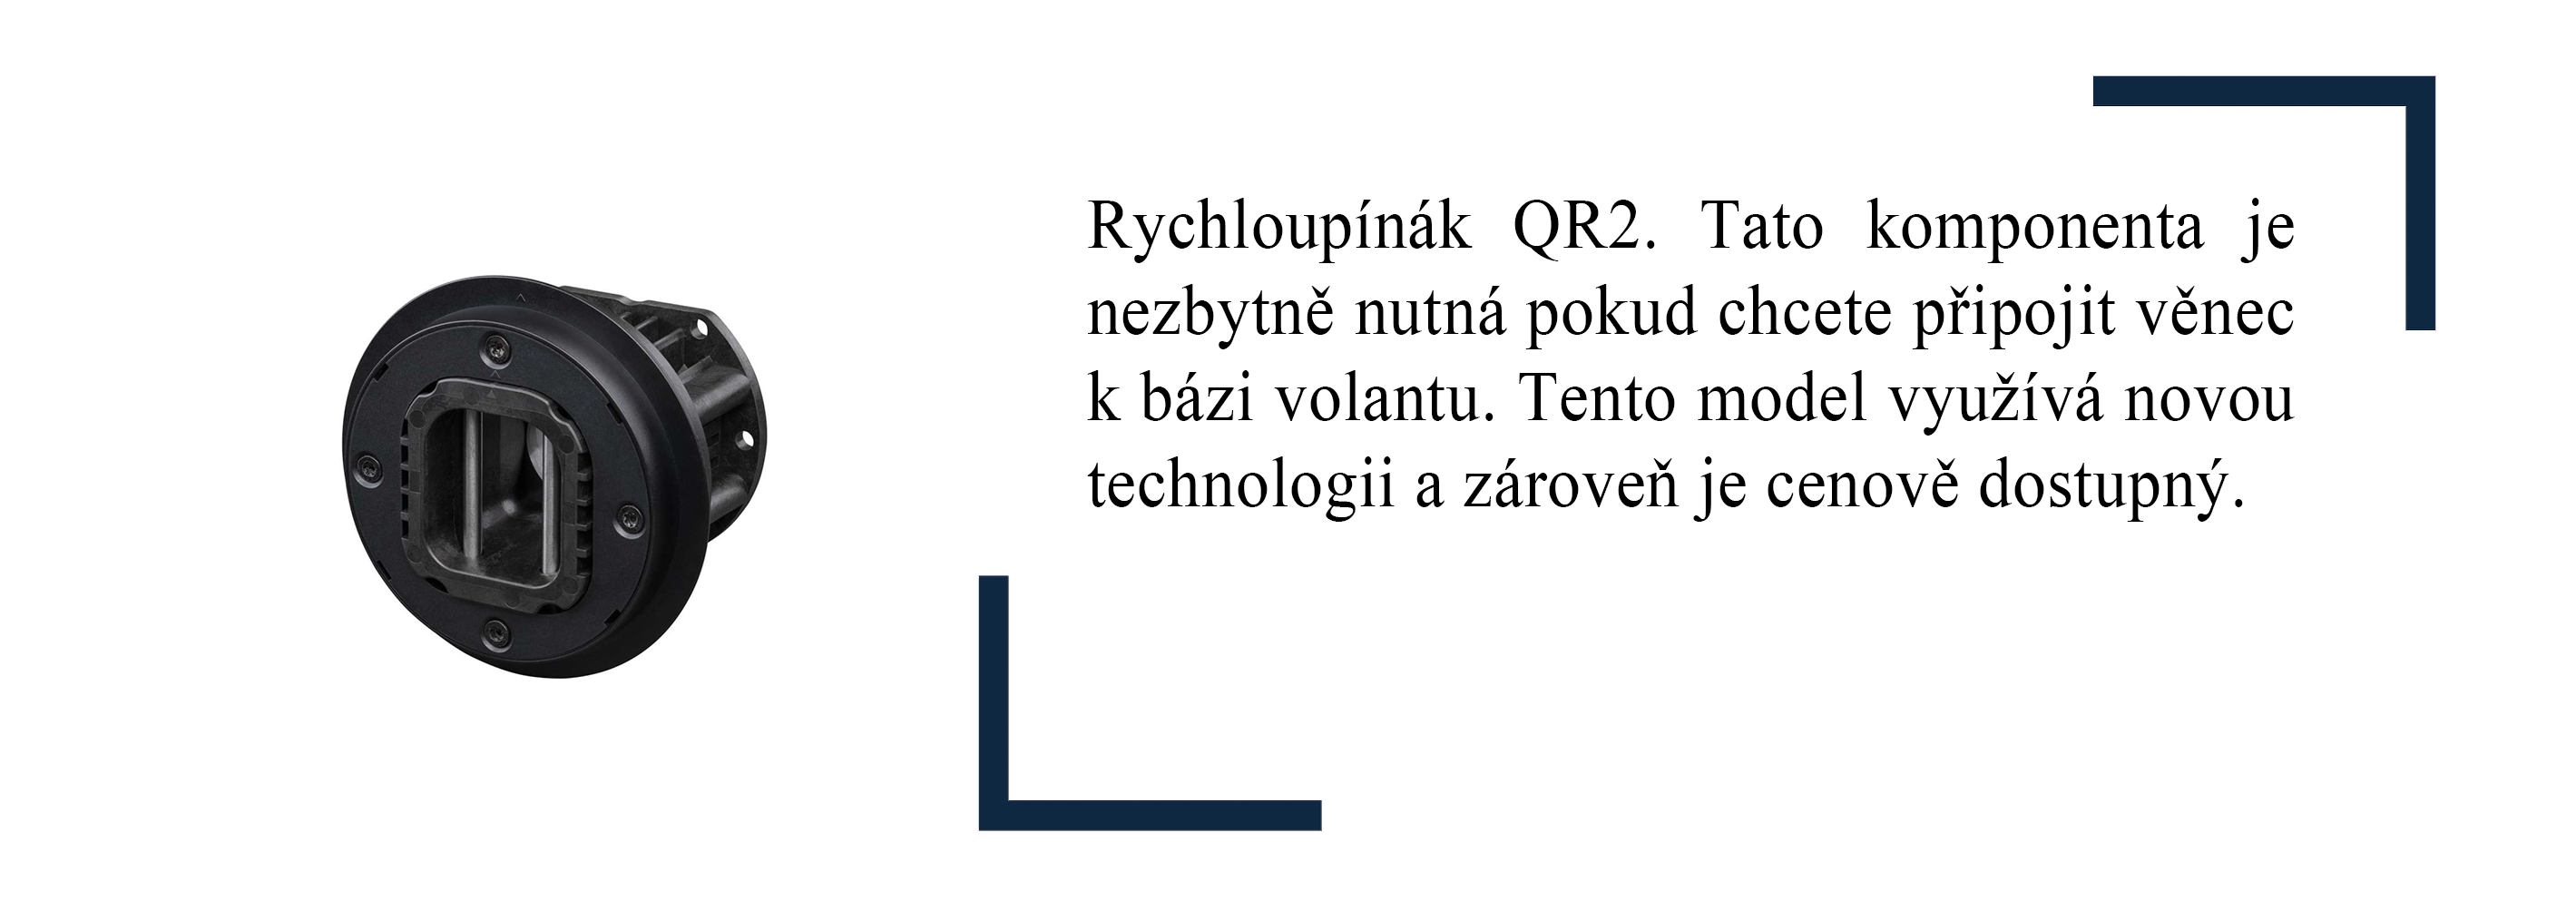 Rychloupínák QR2. Tato komponenta je
nezbytně nutná pokud chcete připojit věnec
k bázi volantu. Tento model využívá novou
technologii a zároveň je cenově dostupný.